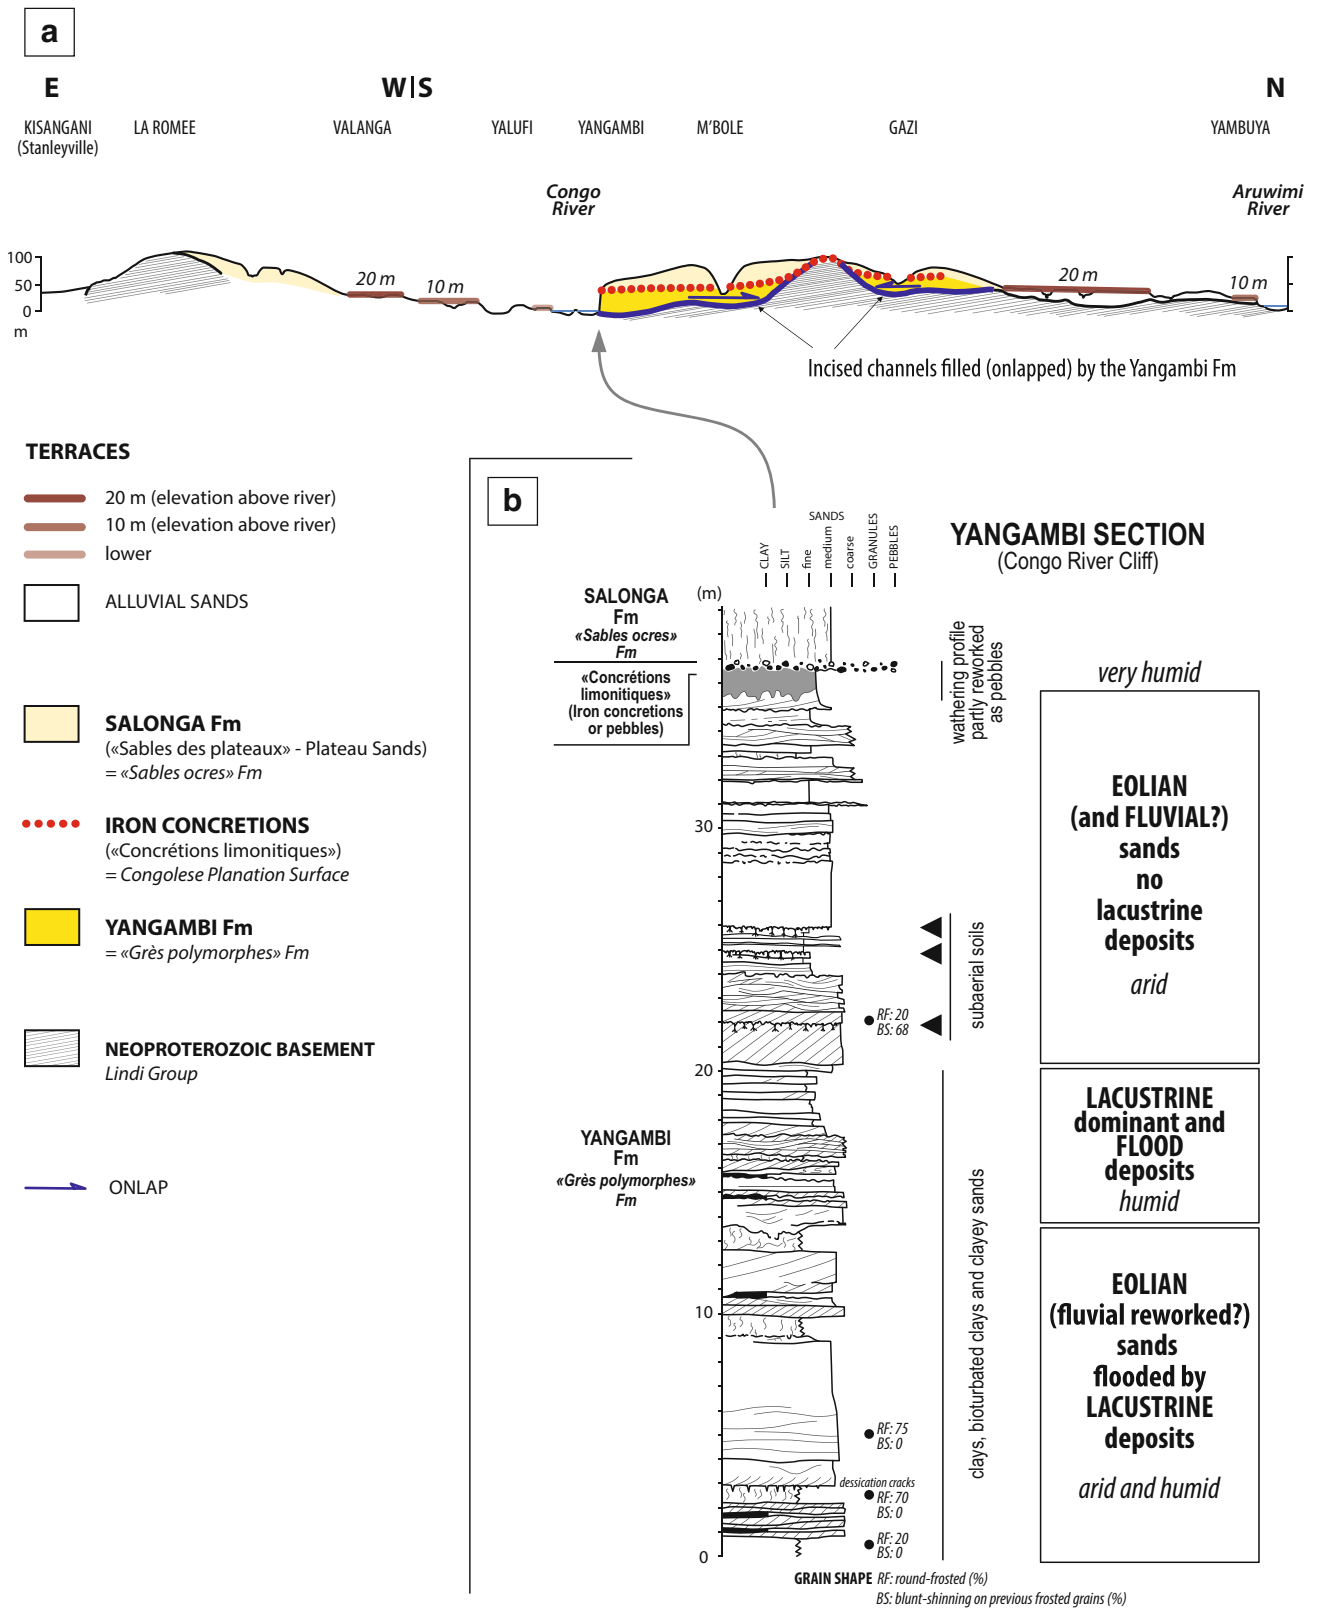 a
E
W|S
N
KISANGANI
(Stanleyville)
LA ROMEE
VALANGA
YALUFI
YANGAMBI
M'BOLE
GAZI
YAMBUYA
Congo
River
Aruwimi
River
100
50
0
m
20 m
10 m
20 m
10 m
Incised channels filled (onlapped) by the Yangambi Fm
TERRACES
20 m (elevation above river)
10 m (elevation above river)
lower
ALLUVIAL SANDS
SALONGA Fm
(«Sables des plateaux» - Plateau Sands)
= «Sables ocres» Fm
IRON CONCRETIONS
(«Concrétions limonitiques»)
= Congolese Planation Surface
YANGAMBI Fm
= «Grès polymorphes» Fm
NEOPROTEROZOIC BASEMENT
Lindi Group
ONLAP
b
YANGAMBI SECTION
(Congo River Cliff)
SANDS
CLAY
SILT
fine
medium
coarse
GRANULES
PEBBLES
(m)
SALONGA
Fm
«Sables ocres»
Fm
«Concrétions
limonitiques»
(Iron concretions
or pebbles)
30
20
10
0
YANGAMBI
Fm
«Grès polymorphes»
Fm
RF: 20
BS: 68
RF: 75
BS: 0
dessication cracks
RF: 70
BS: 0
RF: 20
BS: 0
wathering profile
partly reworked
as pebbles
subaerial soils
clays, bioturbated clays and clayey sands
very humid
EOLIAN
(and FLUVIAL?)
sands
no
lacustrine
deposits
arid
LACUSTRINE
dominant and
FLOOD
deposits
humid
EOLIAN
(fluvial reworked?)
sands
flooded by
LACUSTRINE
deposits
arid and humid
GRAIN SHAPE RF: round-frosted (%)
BS: blunt-shinning on previous frosted grains (%)